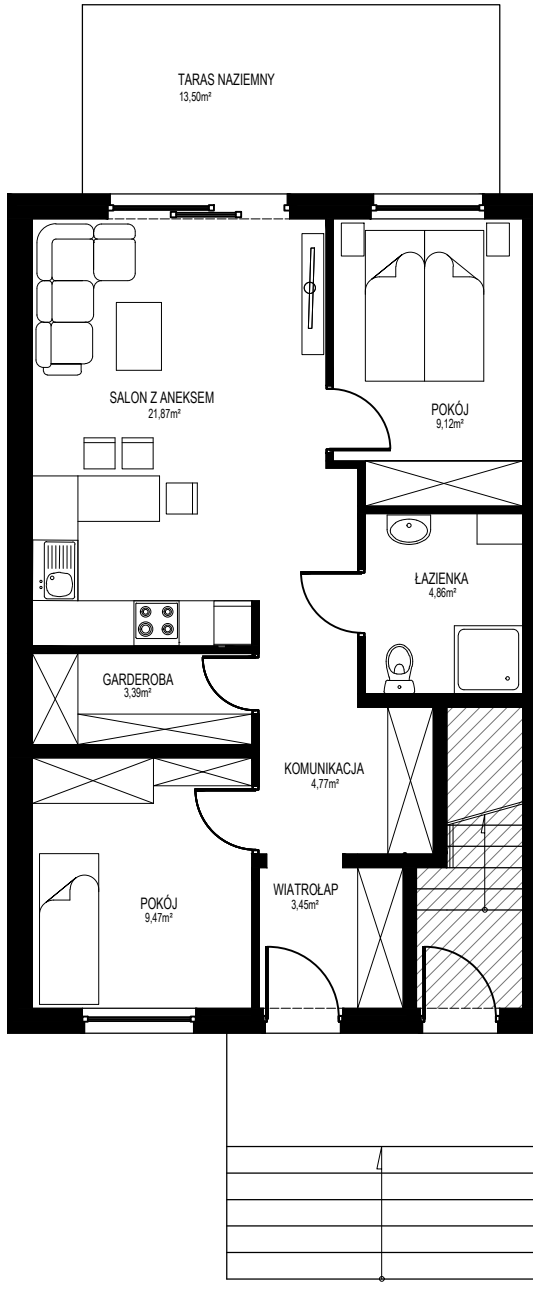 TARAS NAZIEMNY
13,50m²
SALON Z ANEKSEM
21,87m²
POKÓJ
9,12m²
ŁAZIENKA
4,86m²
GARDEROBA
3,39m²
KOMUNIKACJA
4,77m²
POKÓJ
9,47m²
WIATROŁAP
3,45m²